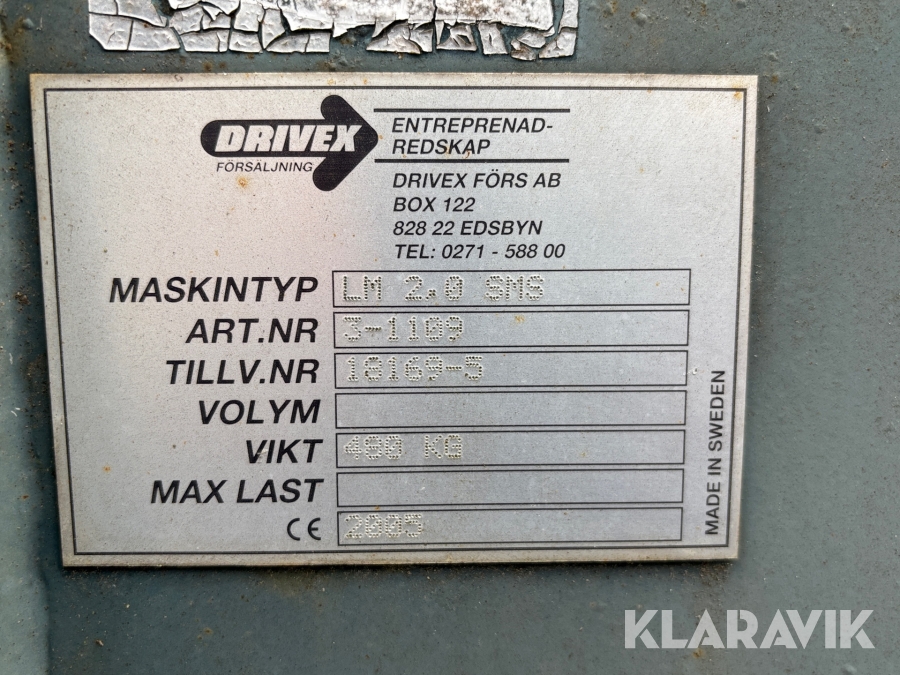 DRIVEX
FÖRSÄLJNING
ENTREPRENAD-
REDSKAP
DRIVEX FÖRS AB
BOX 122
828 22 EDSBYN
TEL: 0271 - 588 00
MASKINTYP LM 2.0 SMS
ART.NR 3-1109
TILLV.NR 18169-5
VOLYM
VIKT 480 KG
MAX LAST
CE 2005
MADE IN SWEDEN
KLARAVIK